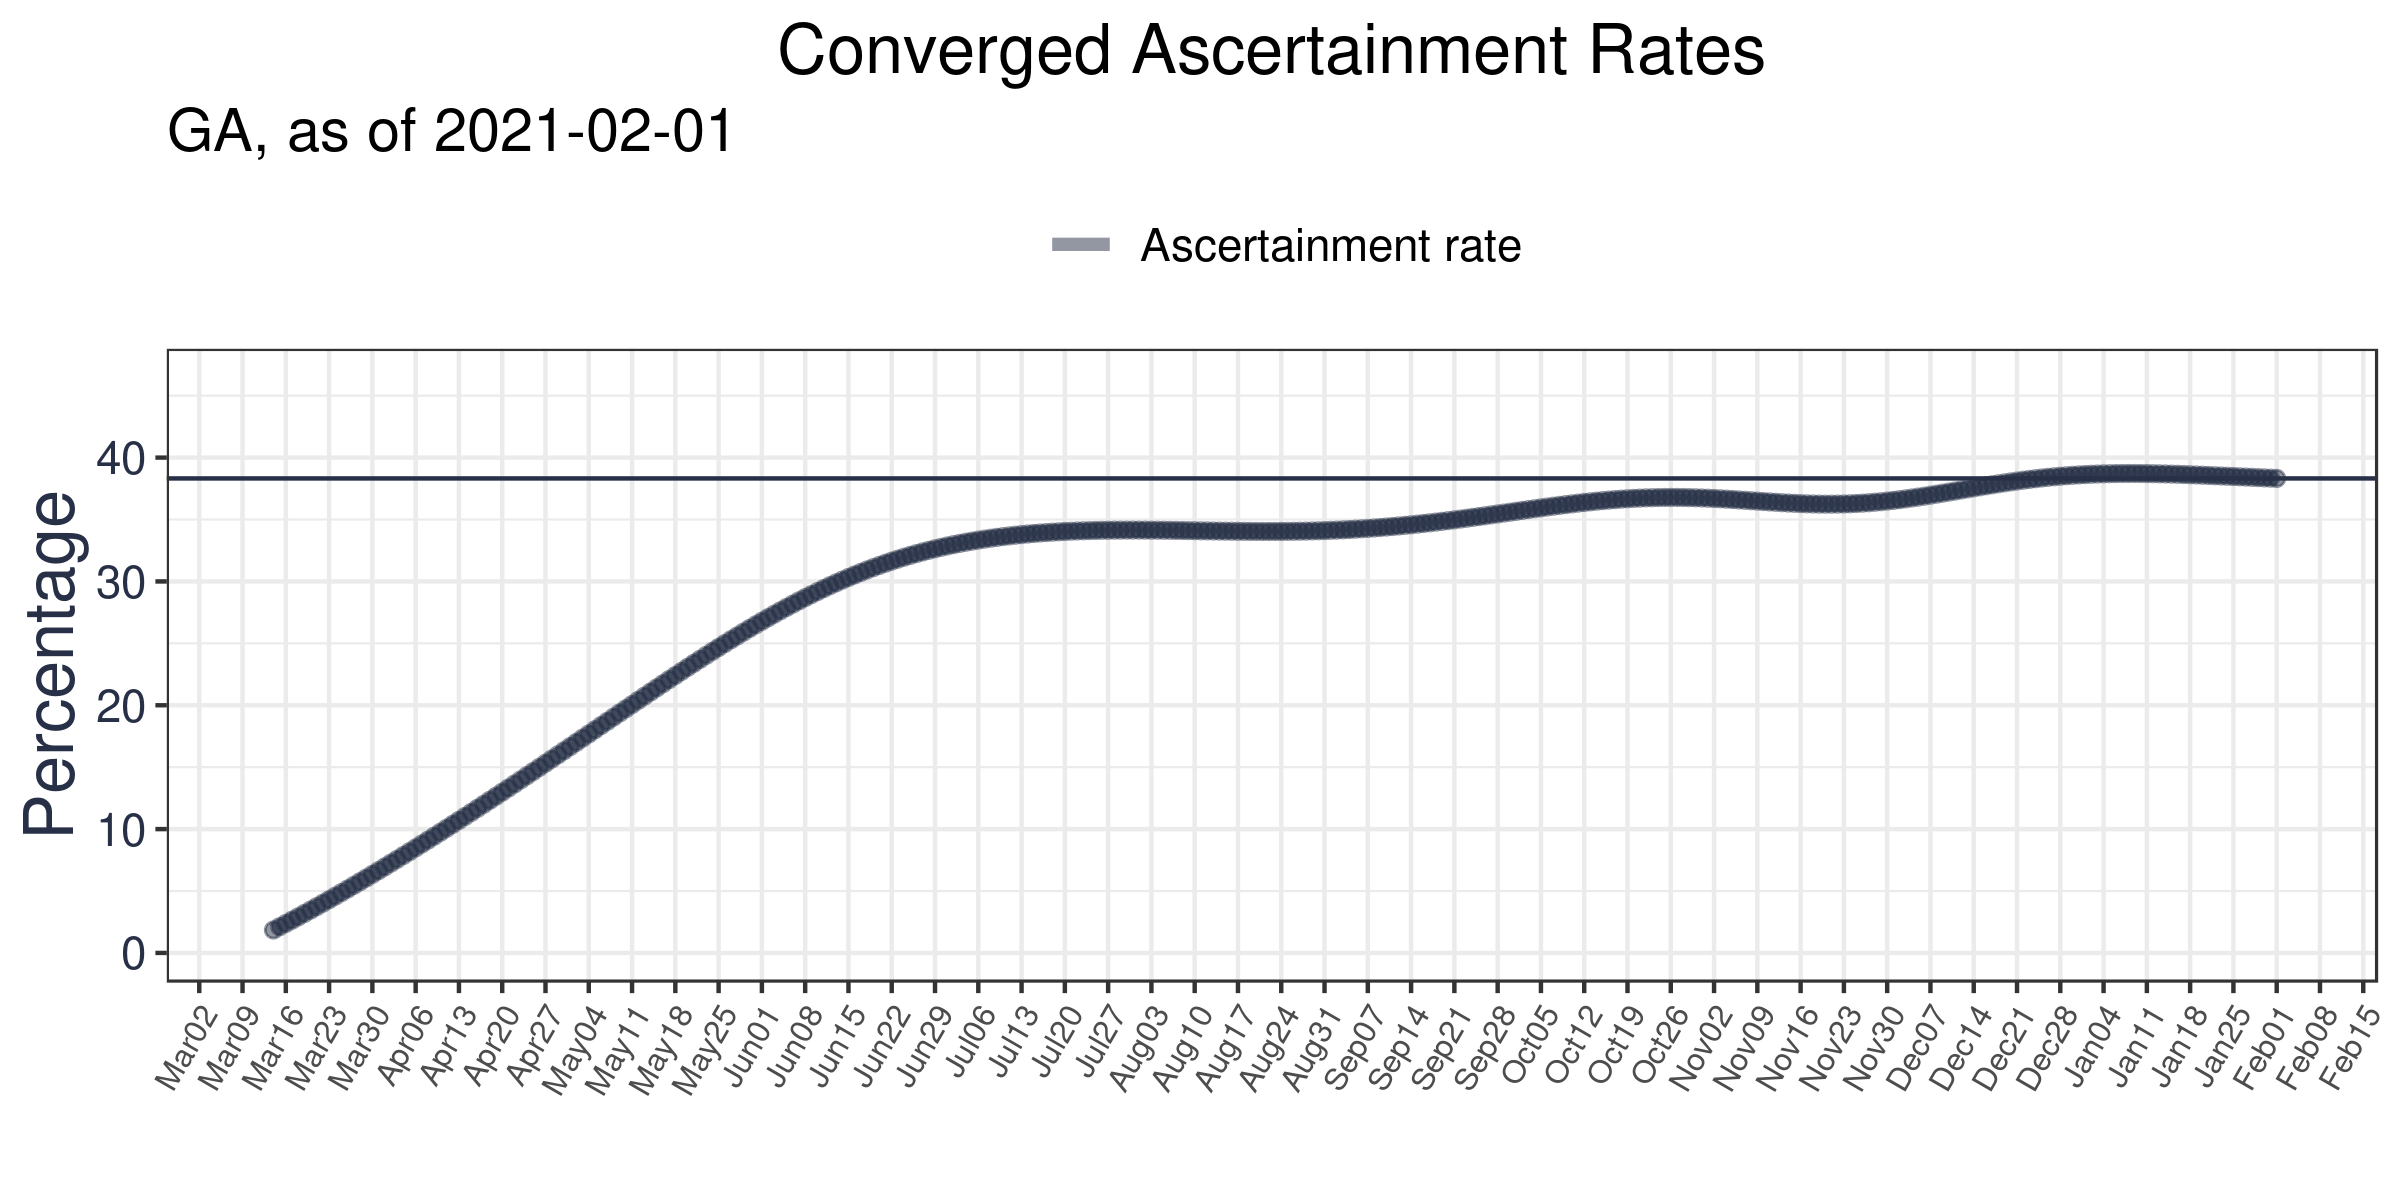 Converged Ascertainment Rates
GA, as of 2021-02-01
Ascertainment rate
Percentage
40
30
20
10
0
Mar02 Mar09 Mar16 Mar23 Mar30 Apr06 Apr13 Apr20 Apr27 May04 May11 May18 May25 Jun01 Jun08 Jun15 Jun22 Jun29 Jul06 Jul13 Jul20 Jul27 Aug03 Aug10 Aug17 Aug24 Aug31 Sep07 Sep14 Sep21 Sep28 Oct05 Oct12 Oct19 Oct26 Nov02 Nov09 Nov16 Nov23 Nov30 Dec07 Dec14 Dec21 Dec28 Jan04 Jan11 Jan18 Jan25 Feb01 Feb08 Feb15